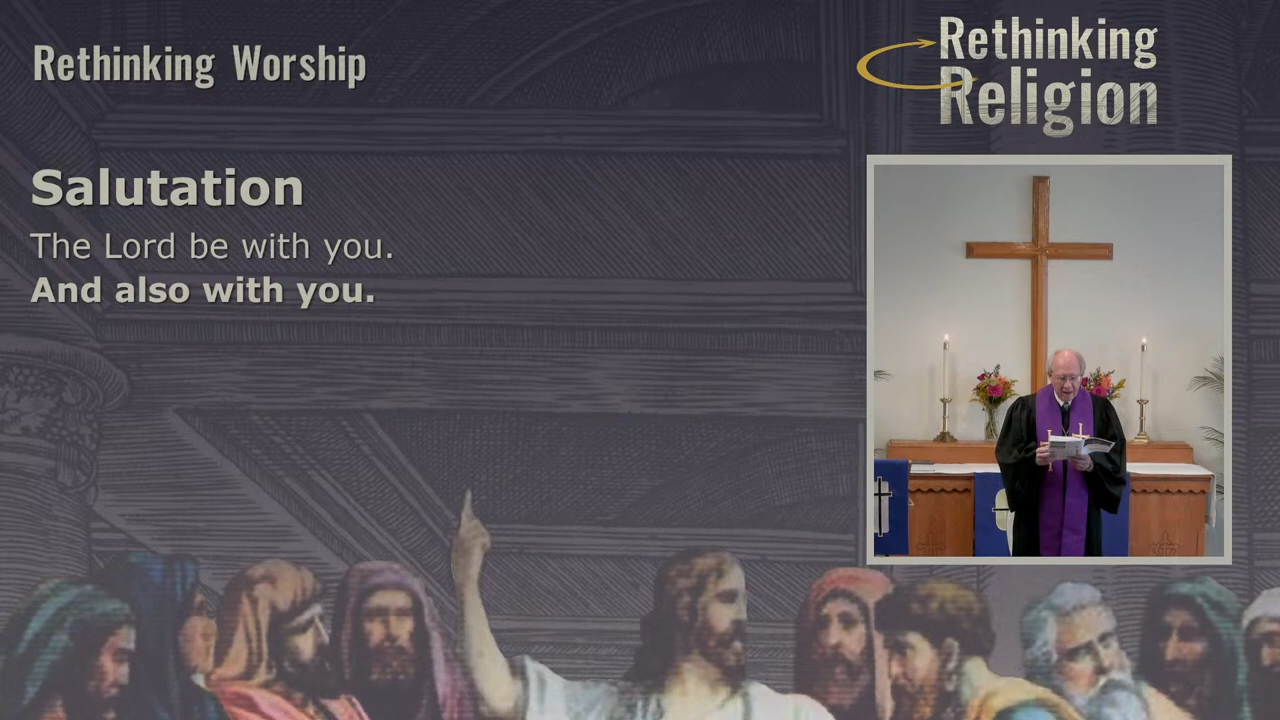 Rethinking Worship
Rethinking
Religion
Salutation
The Lord be with you.
And also with you.